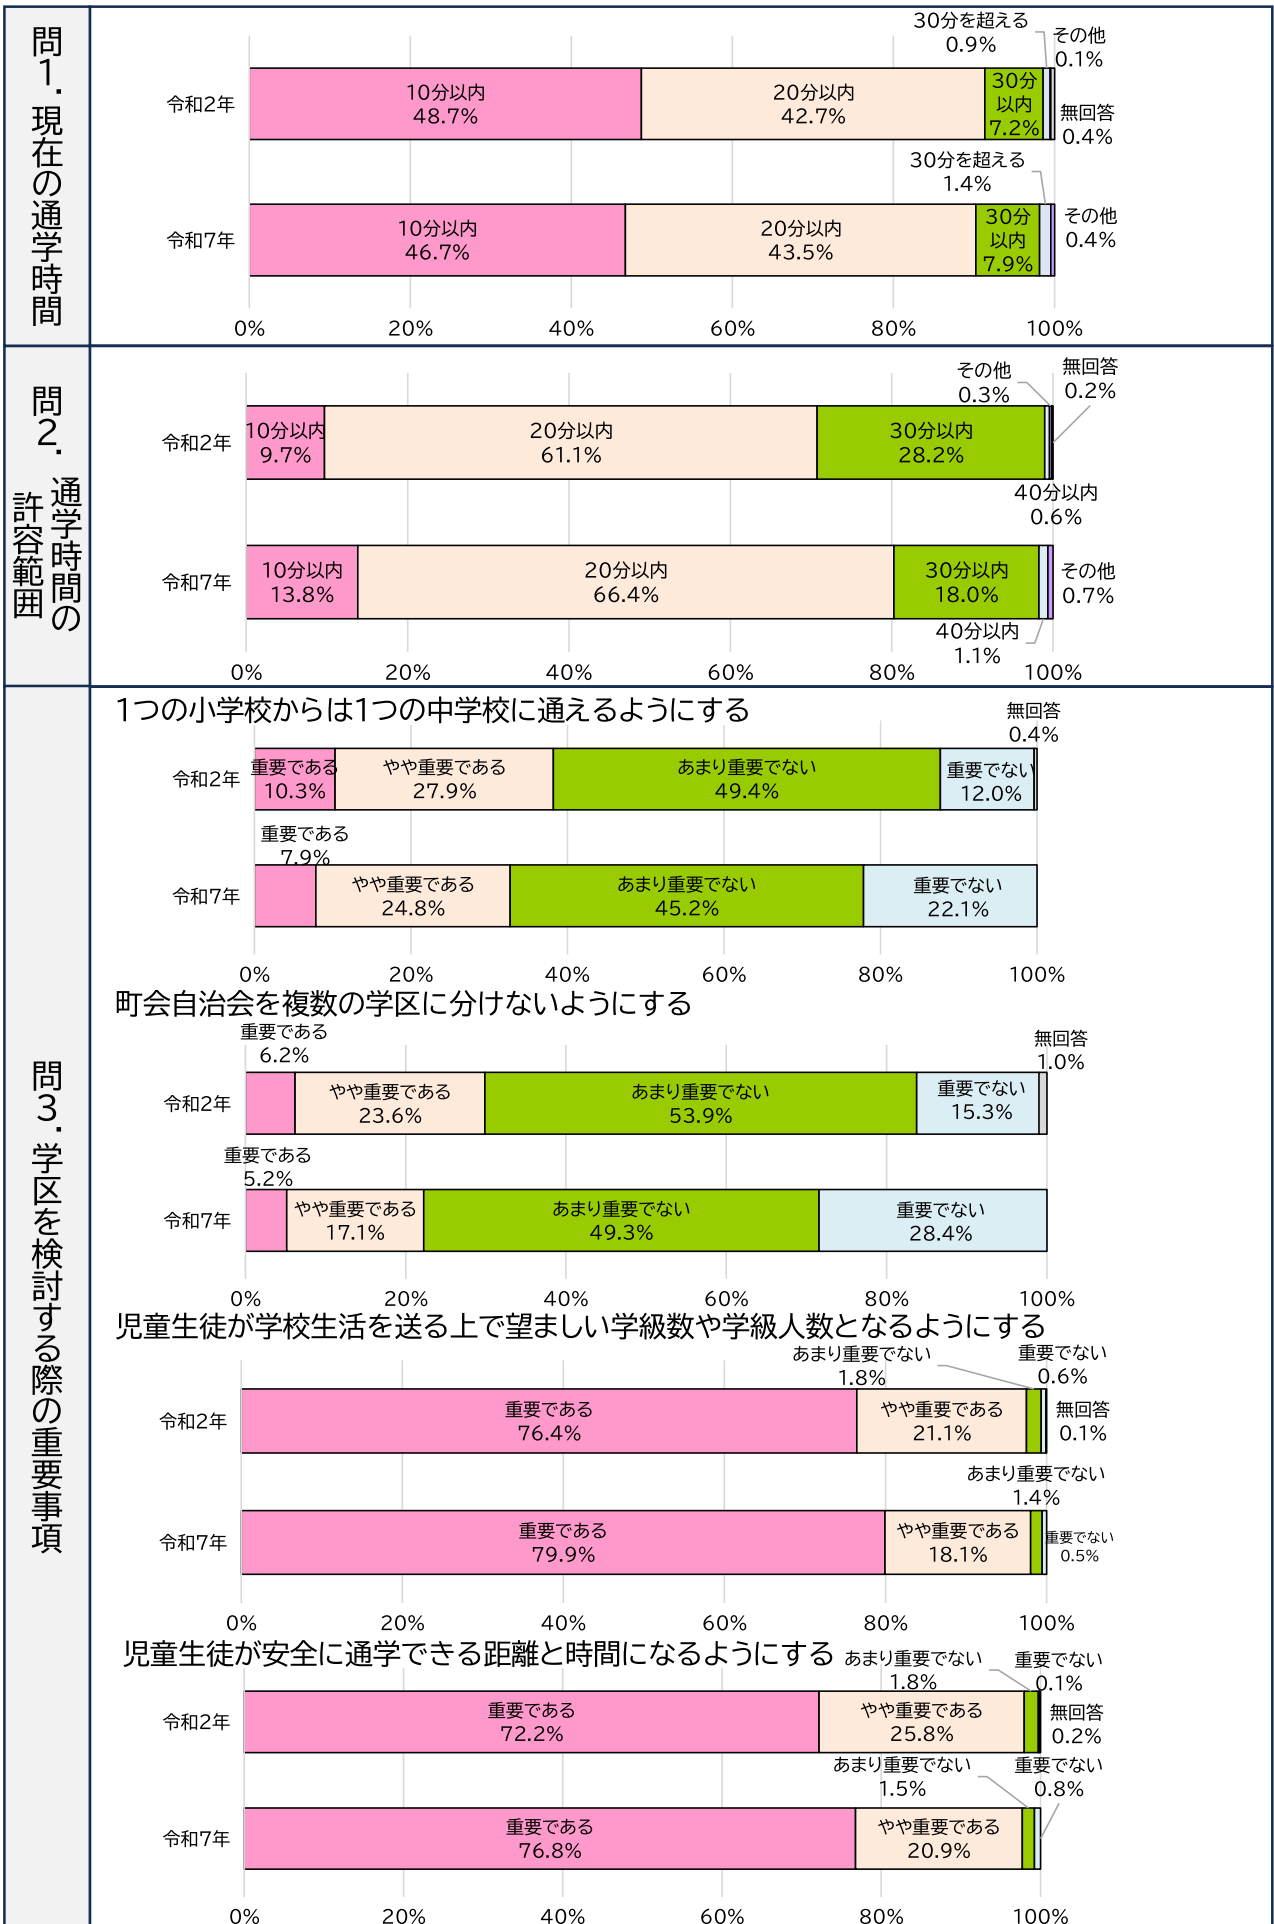 問1．現在の通学時間
30分を超える
0.9%
その他
0.1%
令和2年
10分以内
48.7%
20分以内
42.7%
30分
以内
7.2%
無回答
0.4%
30分を超える
1.4%
令和7年
10分以内
46.7%
20分以内
43.5%
30分
以内
7.9%
その他
0.4%
0% 20% 40% 60% 80% 100%
問2．通学時間の
許容範囲
その他
0.3%
無回答
0.2%
令和2年
10分以内
9.7%
20分以内
61.1%
30分以内
28.2%
40分以内
0.6%
令和7年
10分以内
13.8%
20分以内
66.4%
30分以内
18.0%
その他
0.7%
40分以内
1.1%
0% 20% 40% 60% 80% 100%
問3．学区を検討する際の重要事項
1つの小学校からは1つの中学校に通えるようにする
無回答
0.4%
令和2年
重要である
10.3%
やや重要である
27.9%
あまり重要でない
49.4%
重要でない
12.0%
重要である
7.9%
令和7年
やや重要である
24.8%
あまり重要でない
45.2%
重要でない
22.1%
0% 20% 40% 60% 80% 100%
町会自治会を複数の学区に分けないようにする
重要である
6.2%
無回答
1.0%
令和2年
やや重要である
23.6%
あまり重要でない
53.9%
重要でない
15.3%
重要である
5.2%
令和7年
やや重要である
17.1%
あまり重要でない
49.3%
重要でない
28.4%
0% 20% 40% 60% 80% 100%
児童生徒が学校生活を送る上で望ましい学級数や学級人数となるようにする
あまり重要でない
1.8%
重要でない
0.6%
令和2年
重要である
76.4%
やや重要である
21.1%
無回答
0.1%
あまり重要でない
1.4%
令和7年
重要である
79.9%
やや重要である
18.1%
重要でない
0.5%
0% 20% 40% 60% 80% 100%
児童生徒が安全に通学できる距離と時間になるようにする
あまり重要でない
1.8%
重要でない
0.1%
令和2年
重要である
72.2%
やや重要である
25.8%
無回答
0.2%
あまり重要でない
1.5%
重要でない
0.8%
令和7年
重要である
76.8%
やや重要である
20.9%
0% 20% 40% 60% 80% 100%